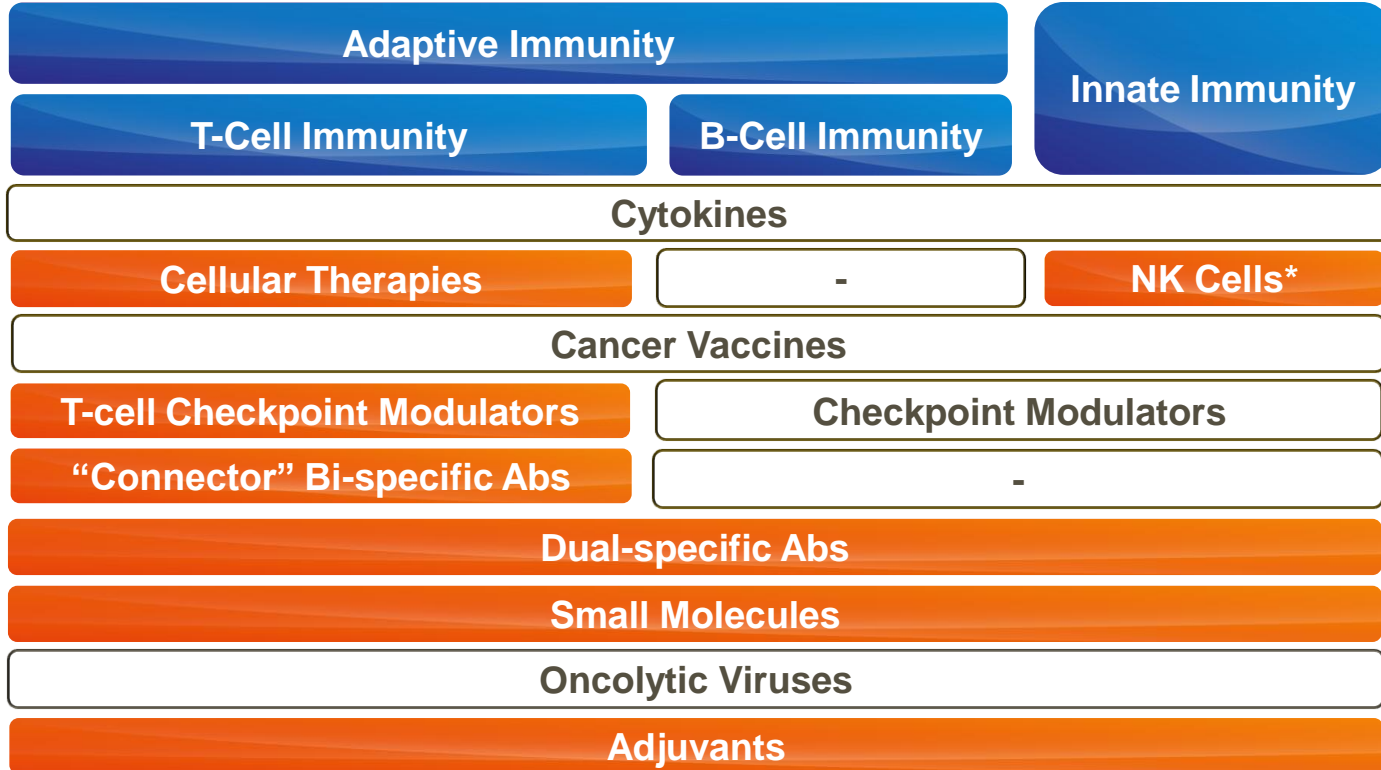 Adaptive Immunity
Innate Immunity
T-Cell Immunity
B-Cell Immunity
Cytokines
Cellular Therapies
-
NK Cells*
Cancer Vaccines
T-cell Checkpoint Modulators
Checkpoint Modulators
“Connector” Bi-specific Abs
-
Dual-specific Abs
Small Molecules
Oncolytic Viruses
Adjuvants